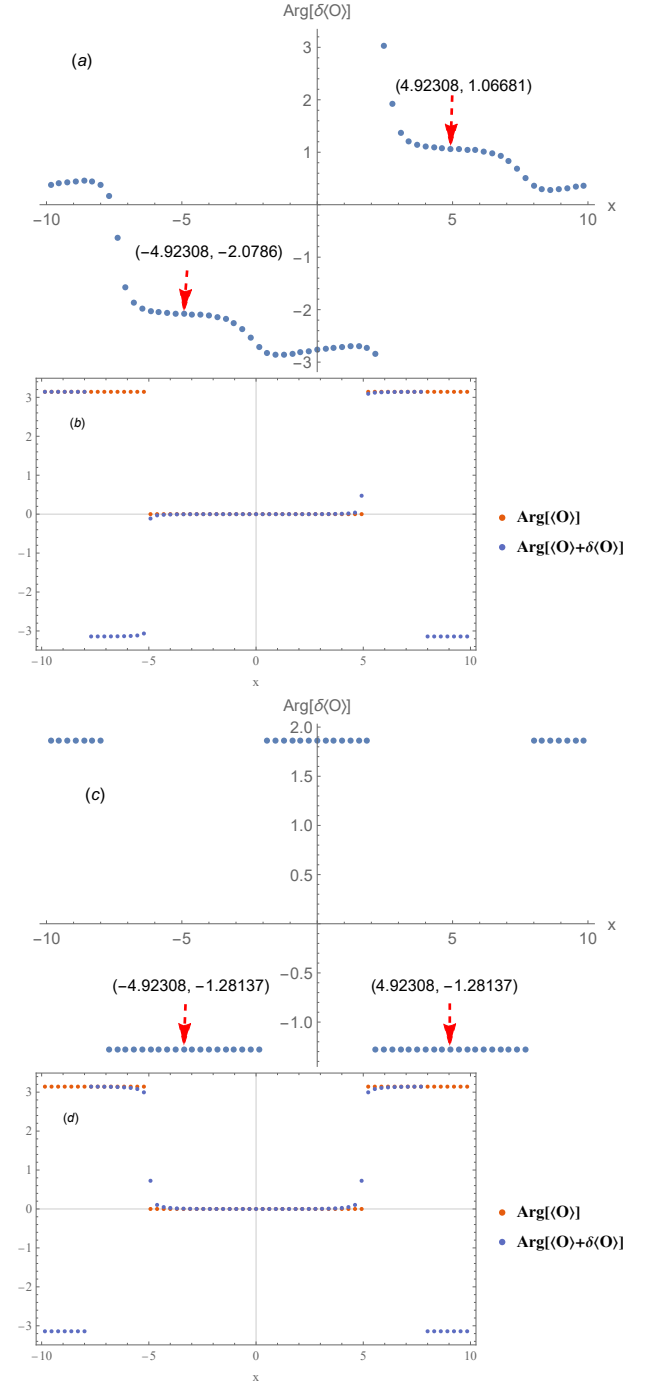 Arg[δ⟨O⟩]
(a)
3
(4.92308, 1.06681)
2
1
−10 −5 5 10 x
(−4.92308, −2.0786)
−1
−2
−3
3
(b)
2
1
0
−1
−2
−3
−10 −5 0 5 10
x
Arg[⟨O⟩]
Arg[⟨O⟩+δ⟨O⟩]
Arg[δ⟨O⟩]
2.0
1.5
(c)
1.0
0.5
−10 −5 5 10 x
−0.5
(−4.92308, −1.28137) (4.92308, −1.28137)
−1.0
3
(d)
2
1
0
−1
−2
−3
−10 −5 0 5 10
x
Arg[⟨O⟩]
Arg[⟨O⟩+δ⟨O⟩]